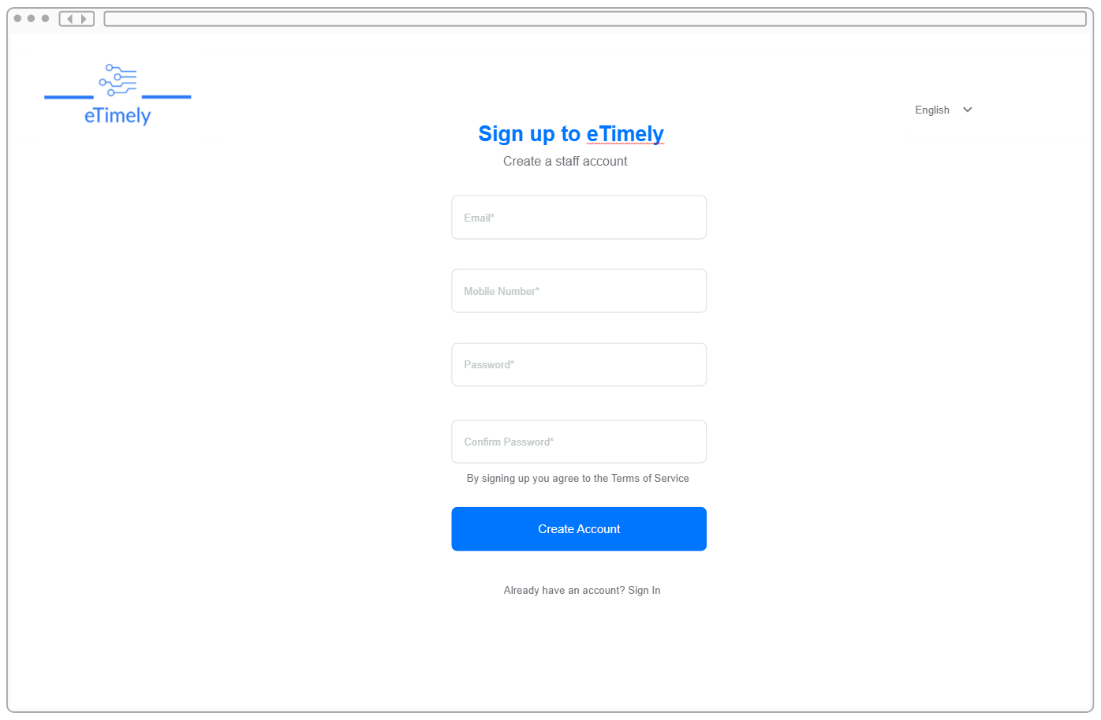 eTimely
English
Sign up to eTimely
Create a staff account
Email*
Mobile Number*
Password*
Confirm Password*
By signing up you agree to the Terms of Service
Create Account
Already have an account? Sign In